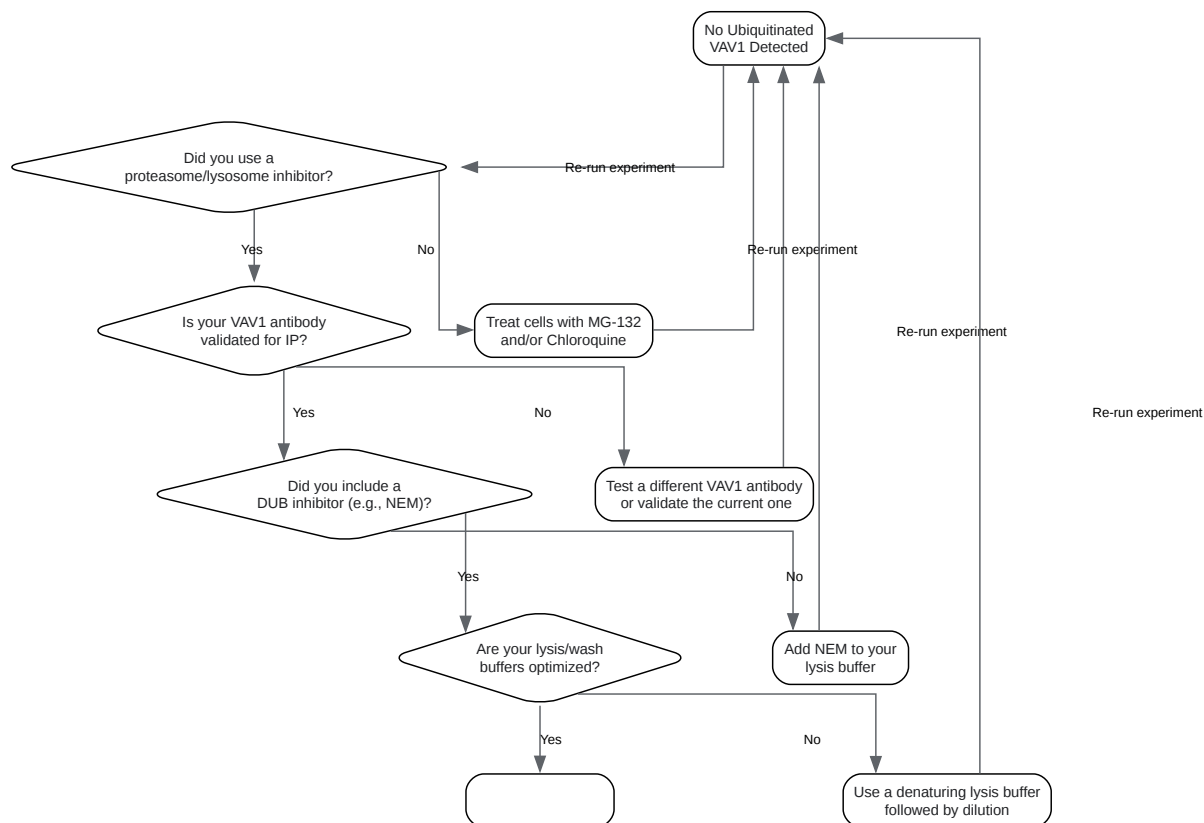 No Ubiquitinated
VAV1 Detected
Did you use a
proteasome/lysosome inhibitor?
Re-run experiment
Yes
No
Re-run experiment
Is your VAV1 antibody
validated for IP?
Treat cells with MG-132
and/or Chloroquine
Re-run experiment
Yes
No
Re-run experiment
Did you include a
DUB inhibitor (e.g., NEM)?
Test a different VAV1 antibody
or validate the current one
Yes
No
Are your lysis/wash
buffers optimized?
Add NEM to your
lysis buffer
Yes
No
Use a denaturing lysis buffer
followed by dilution